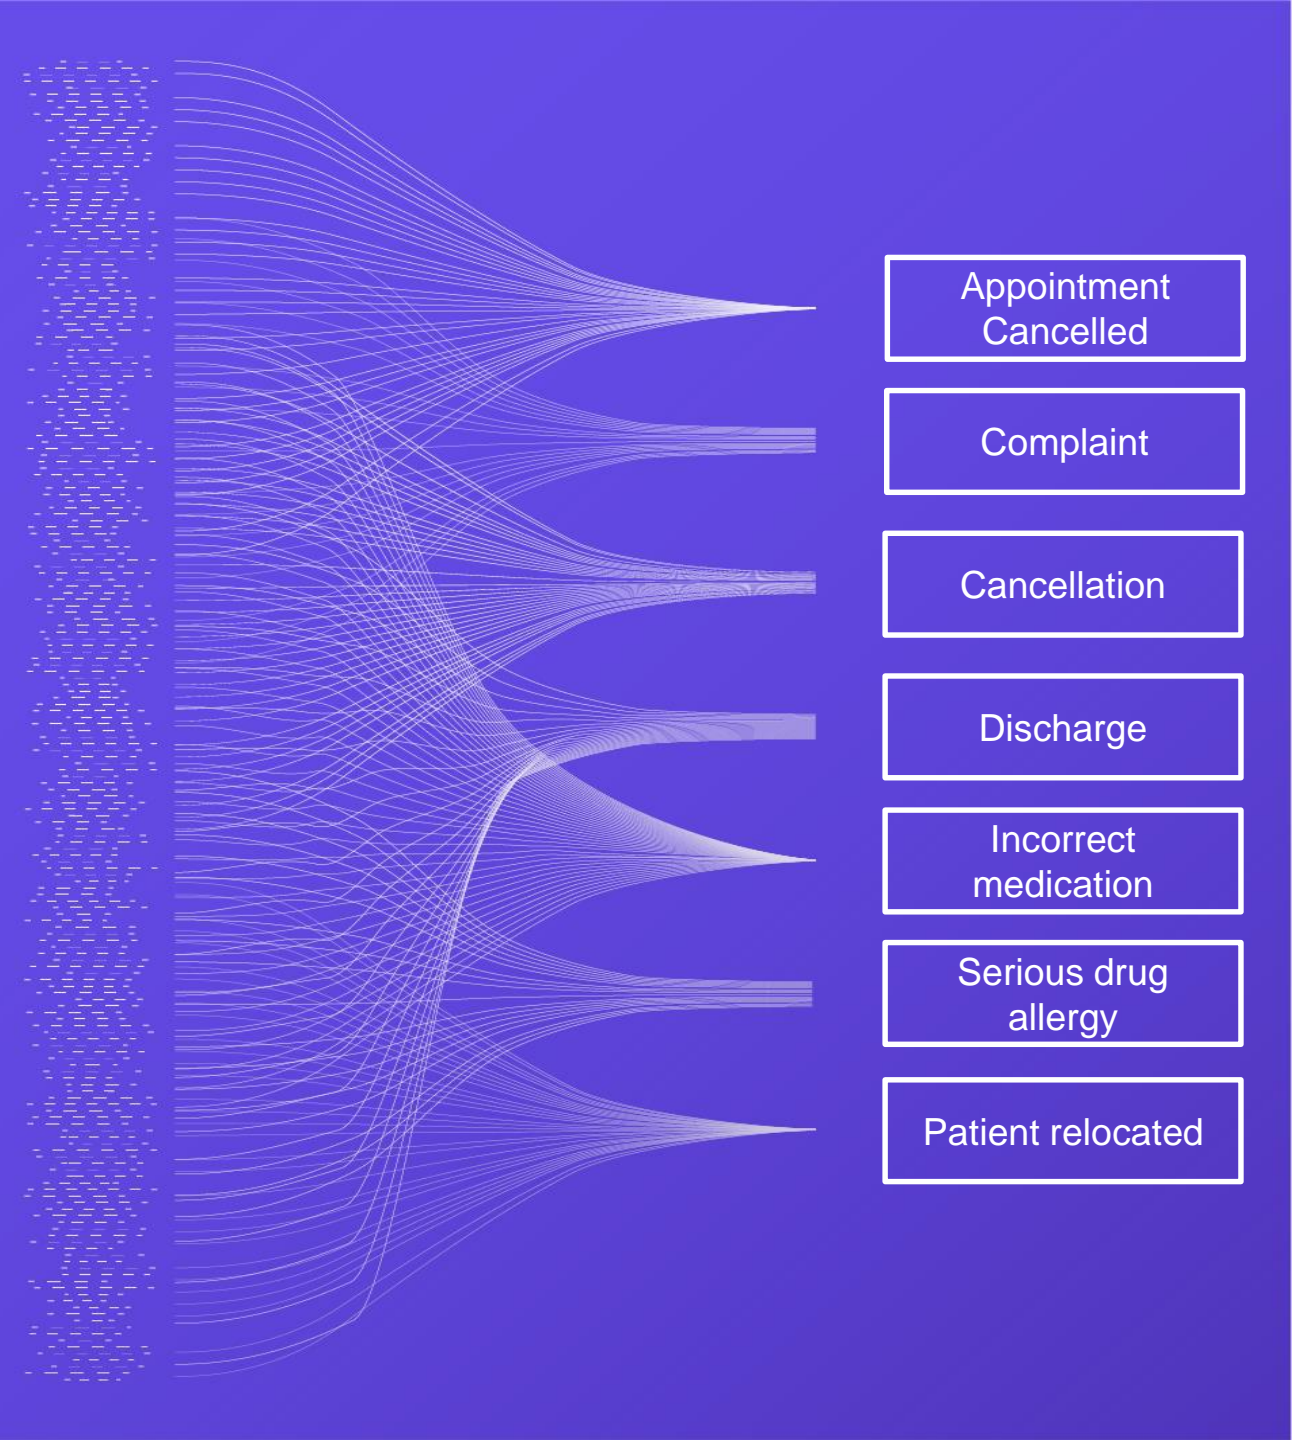 Appointment
Cancelled
Complaint
Cancellation
Discharge
Incorrect
medication
Serious drug
allergy
Patient relocated